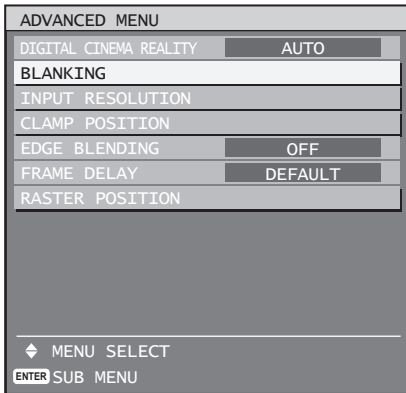 ADVANCED MENU
DIGITAL CINEMA REALITY AUTO
BLANKING
INPUT RESOLUTION
CLAMP POSITION
EDGE BLENDING OFF
FRAME DELAY DEFAULT
RASTER POSITION
MENU SELECT
ENTER SUB MENU